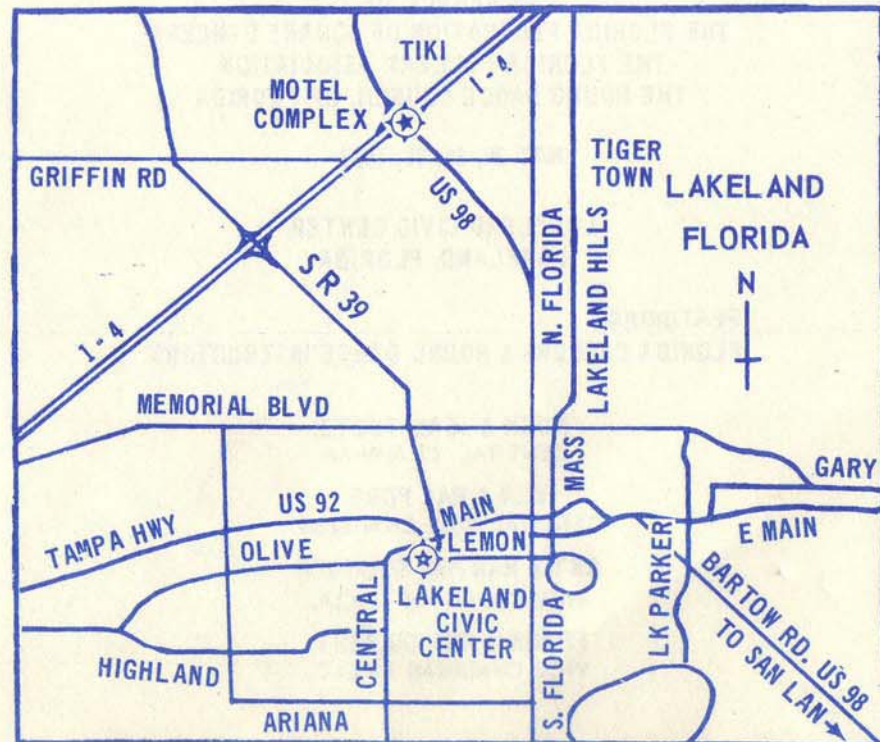 TIKI
MOTEL
COMPLEX
I-4
GRIFFIN RD
US 98
TIGER
TOWN
LAKELAND
FLORIDA
N
N. FLORIDA
LAKELAND HILLS
S R 39
I-4
MEMORIAL BLVD
MASS
GARY
US 92
MAIN
E MAIN
TAMPA HWY
OLIVE
LEMON
LAKELAND
CIVIC
CENTER
CENTRAL
HIGHLAND
S. FLORIDA
LK PARKER
BARTOW RD. US 98
TO SAN LAN
ARIANA